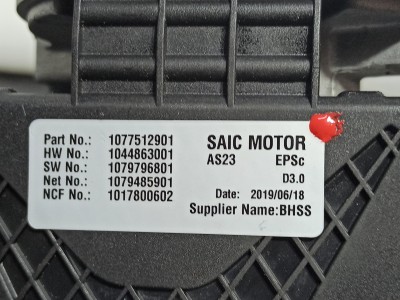 Part No.: 1077512901
HW No.: 1044863001
SW No.: 1079796801
Net No.: 1079485901
NCF No.: 1017800602
SAIC MOTOR
AS23 EPSc
D3.0
Date: 2019/06/18
Supplier Name:BHSS